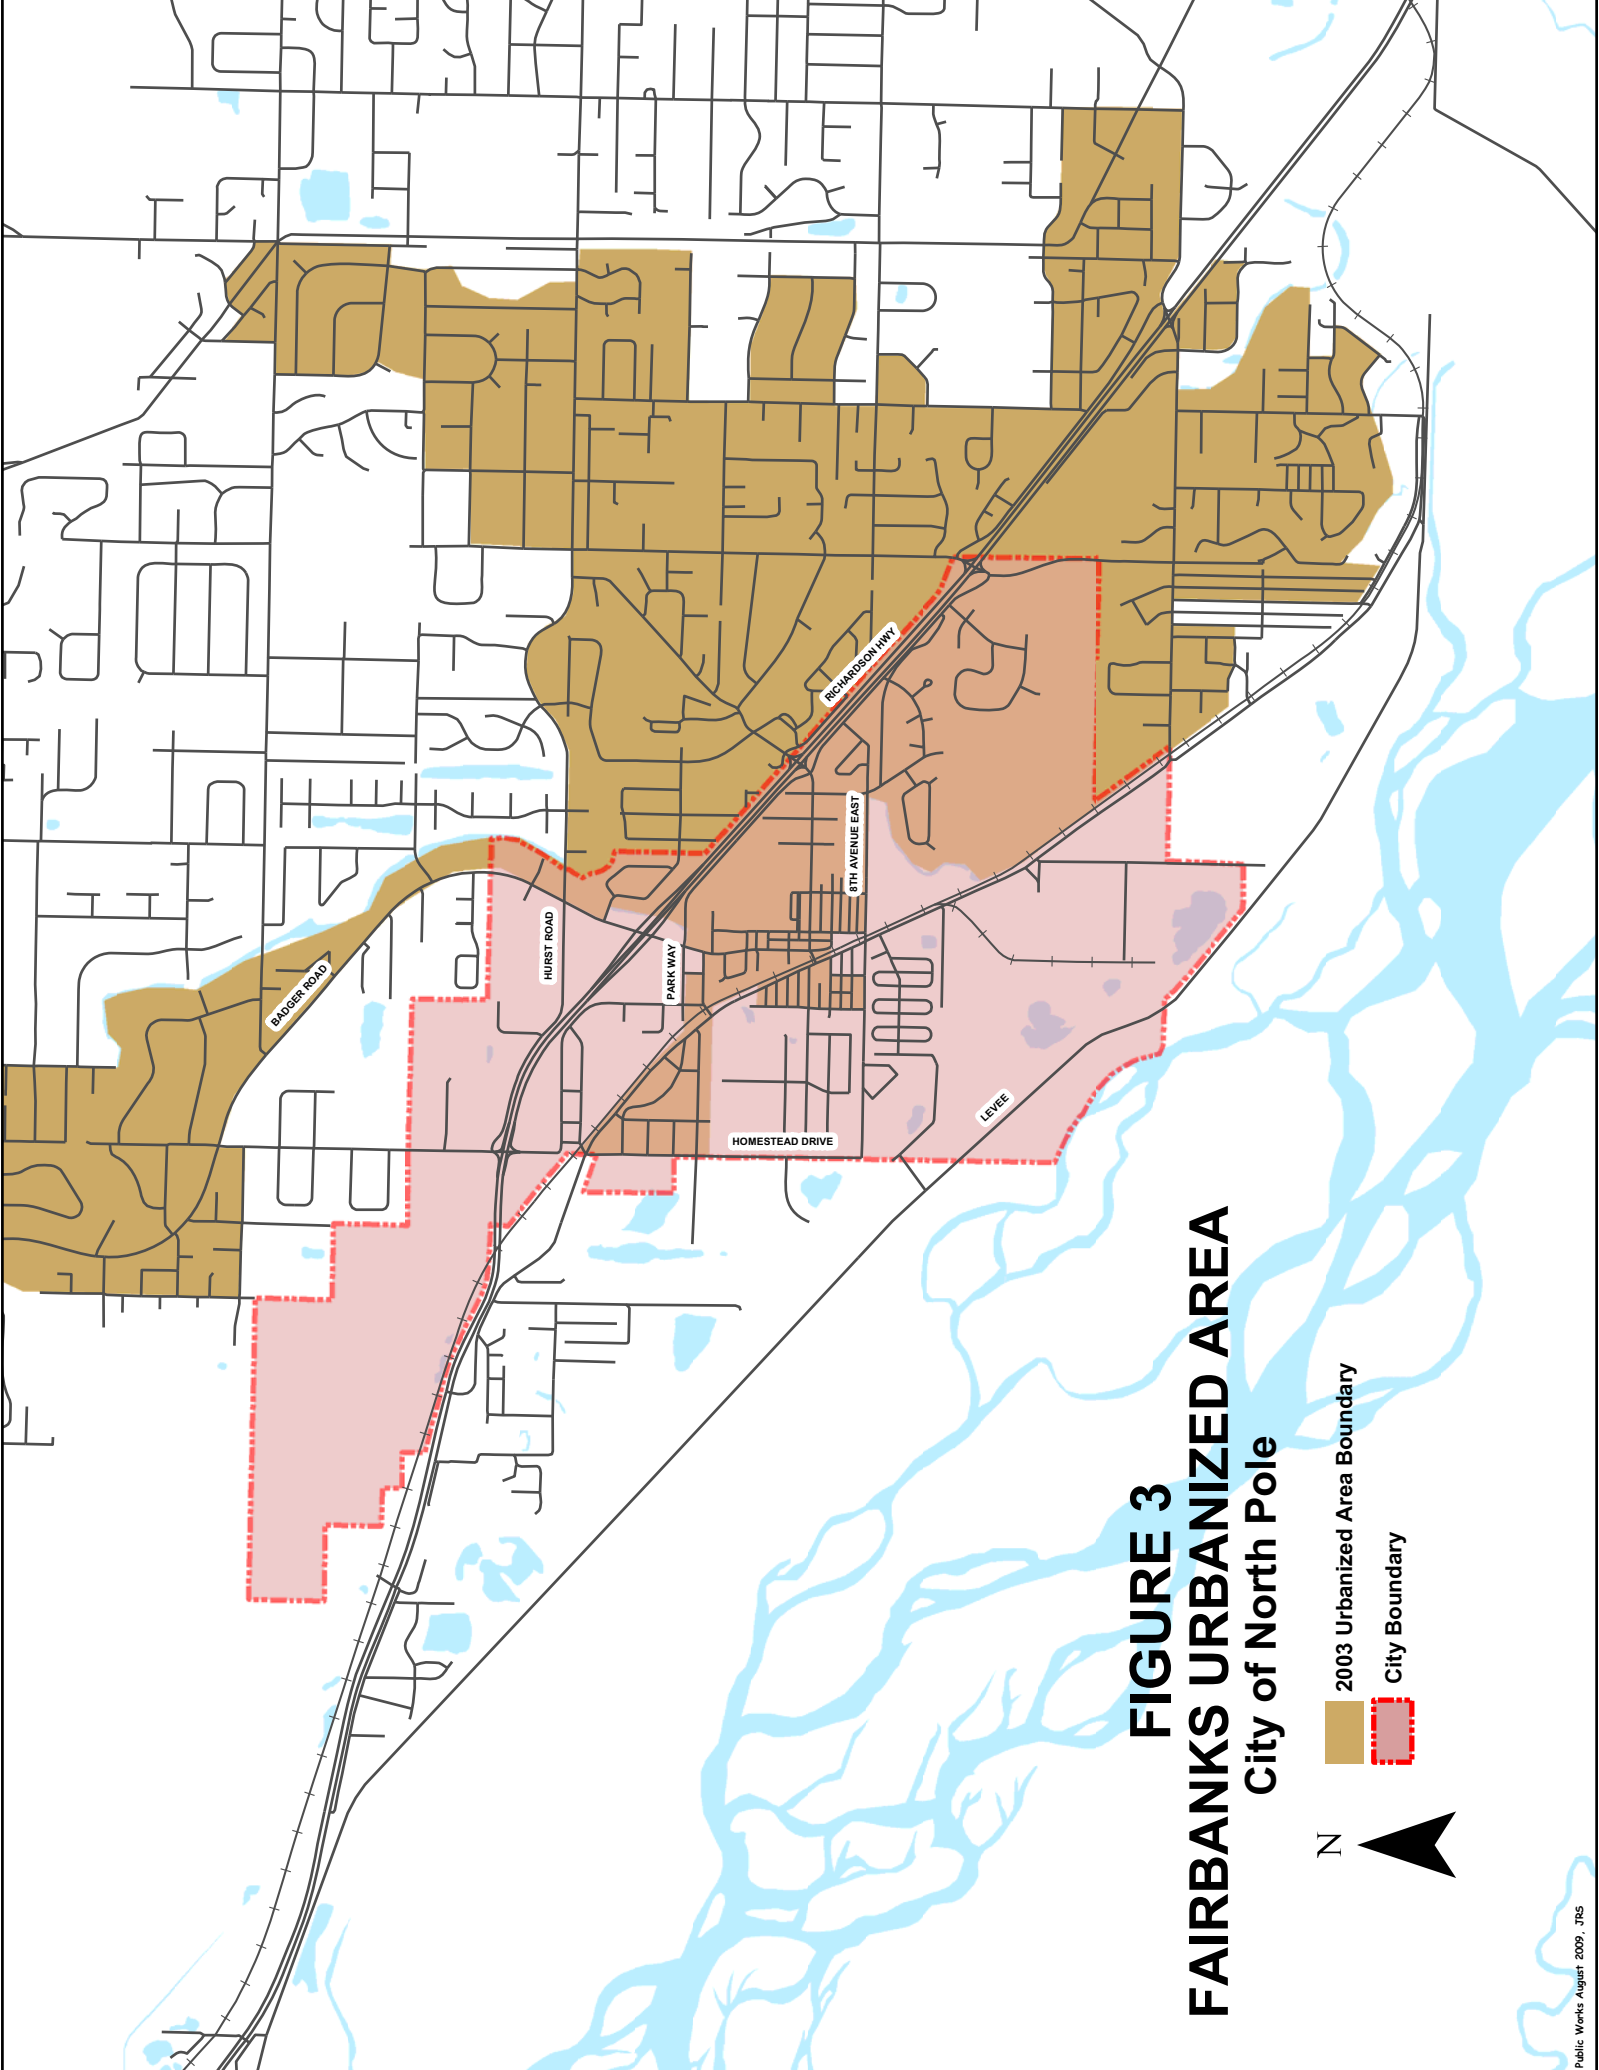 BADGER ROAD
HURST ROAD
PARK WAY
RICHARDSON HWY
8TH AVENUE EAST
HOMESTEAD DRIVE
LEVEE
FIGURE 3
FAIRBANKS URBANIZED AREA
City of North Pole
2003 Urbanized Area Boundary
City Boundary
N
Public Works August 2009, JRS